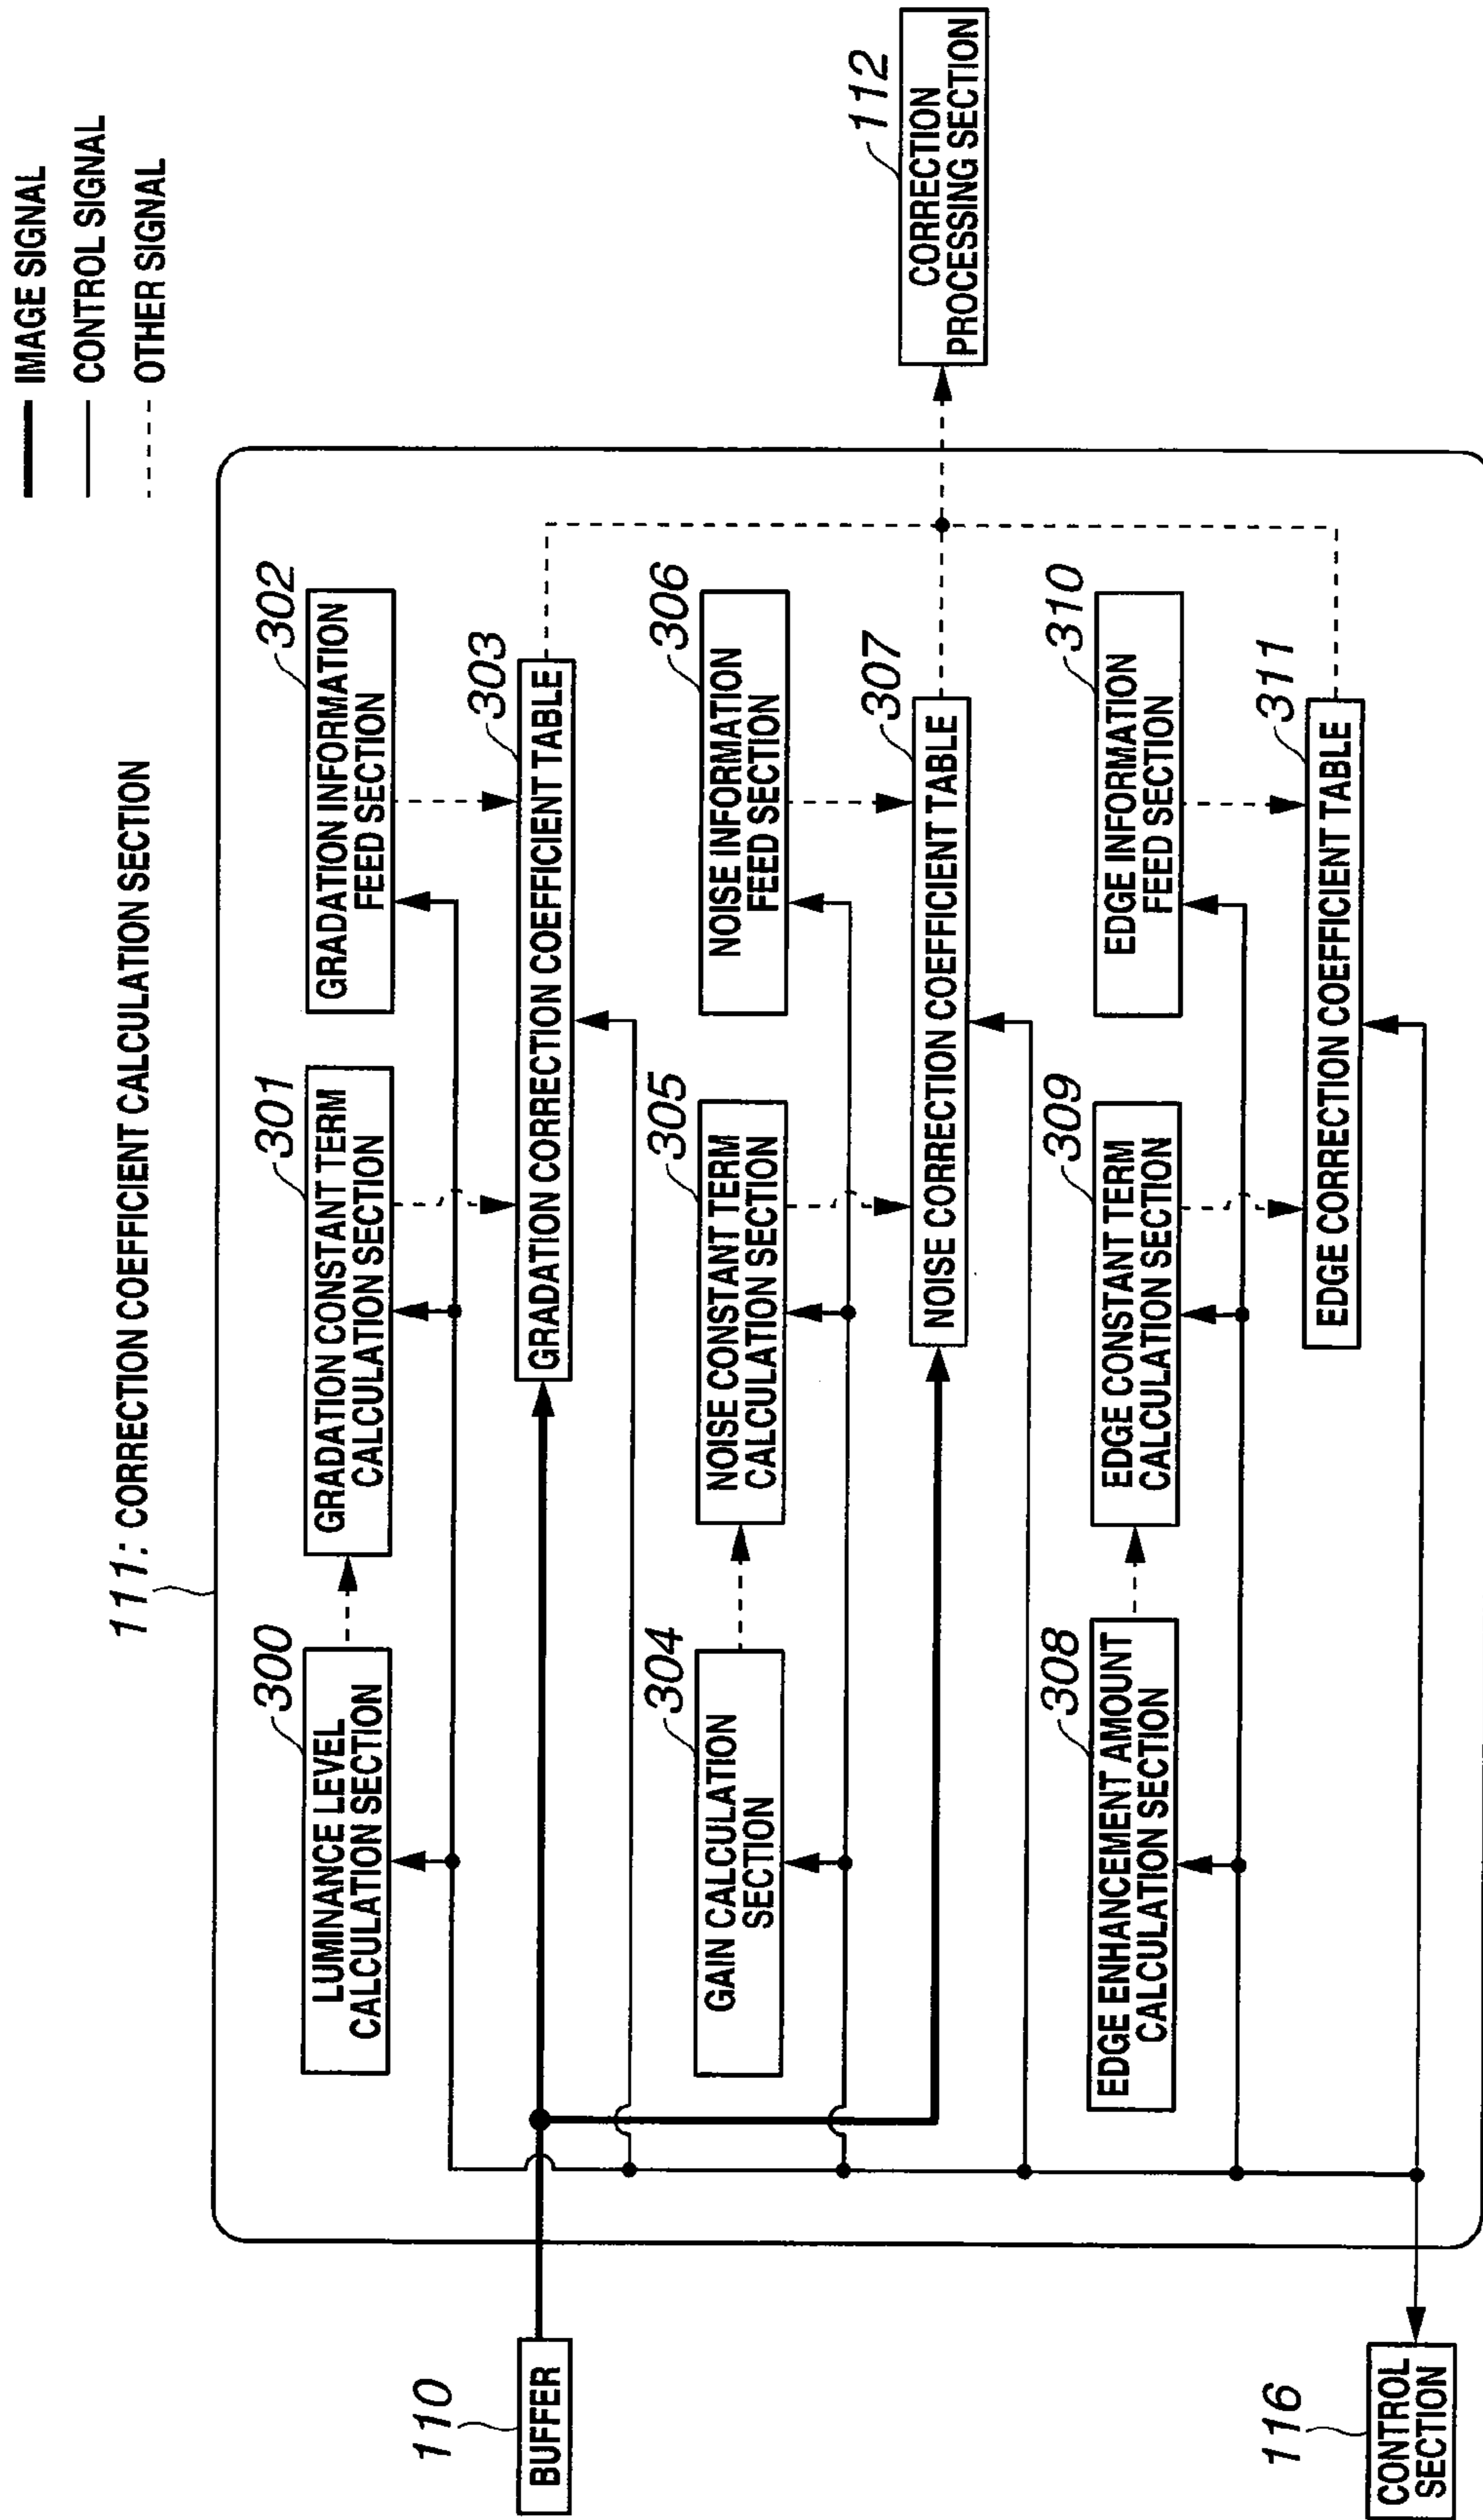 IMAGE SIGNAL
CONTROL SIGNAL
OTHER SIGNAL
111: CORRECTION COEFFICIENT CALCULATION SECTION
300
LUMINANCE LEVEL
CALCULATION SECTION
301
GRADATION CONSTANT TERM
CALCULATION SECTION
302
GRADATION INFORMATION
FEED SECTION
303
GRADATION CORRECTION COEFFICIENT TABLE
110
BUFFER
304
GAIN CALCULATION
SECTION
305
NOISE CONSTANT TERM
CALCULATION SECTION
306
NOISE INFORMATION
FEED SECTION
307
NOISE CORRECTION COEFFICIENT TABLE
112
CORRECTION
PROCESSING SECTION
308
EDGE ENHANCEMENT AMOUNT
CALCULATION SECTION
309
EDGE CONSTANT TERM
CALCULATION SECTION
310
EDGE INFORMATION
FEED SECTION
311
EDGE CORRECTION COEFFICIENT TABLE
116
CONTROL
SECTION